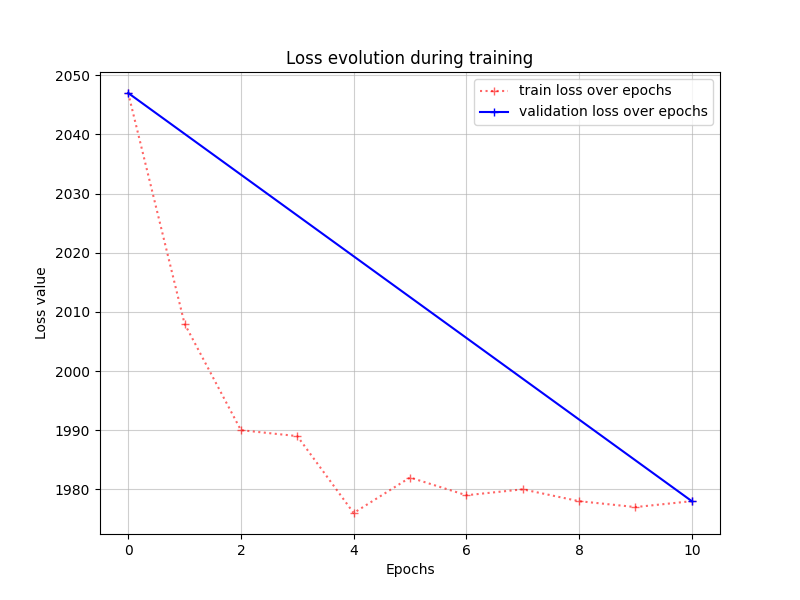 Loss evolution during training
train loss over epochs
validation loss over epochs
2050
2040
2030
2020
2010
2000
1990
1980
Loss value
0 2 4 6 8 10
Epochs